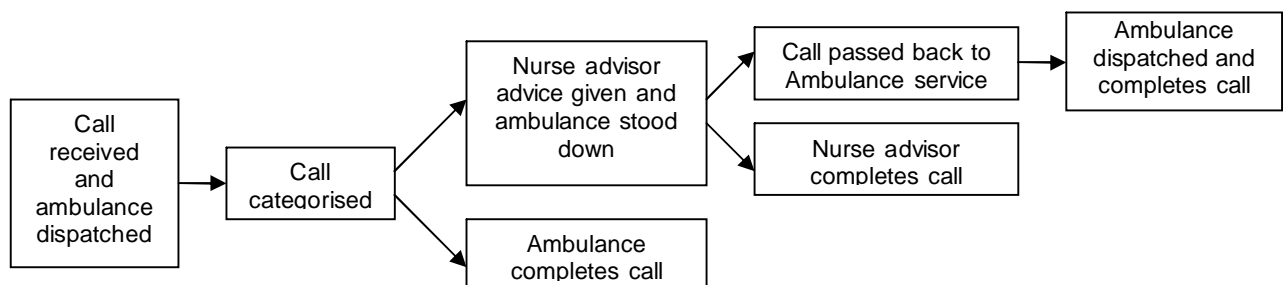 Call
received
and
ambulance
dispatched
Call
categorised
Nurse advisor
advice given and
ambulance stood
down
Ambulance
completes call
Call passed back to
Ambulance service
Nurse advisor
completes call
Ambulance
dispatched and
completes call